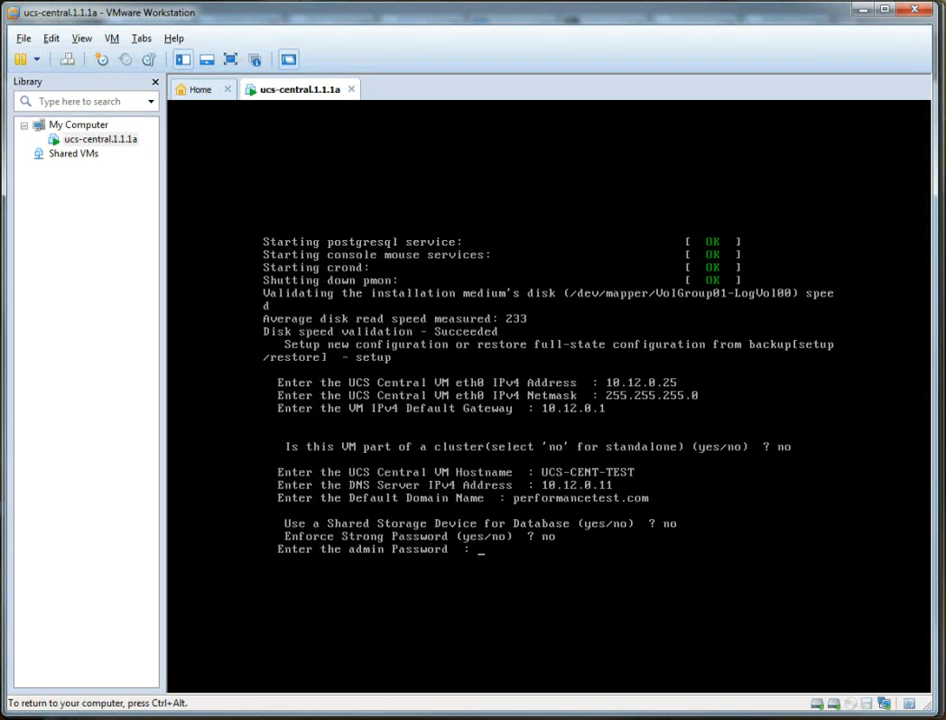 ucs-central.1.1.1a - VMware Workstation
File Edit View VM Tabs Help
Library
Type here to search
My Computer
ucs-central.1.1.1a
Shared VMs
Home
ucs-central.1.1.1a
Starting postgresql service: [ OK ]
Starting console mouse services: [ OK ]
Starting crond: [ OK ]
Shutting down pmon: [ OK ]
Validating the installation medium's disk (/dev/mapper/VolGroup01-LogVol00) spee
d
Average disk read speed measured: 233
Disk speed validation - Succeeded
Setup new configuration or restore full-state configuration from backup[setup
/restore] - setup
Enter the UCS Central VM eth0 IPv4 Address : 10.12.0.25
Enter the UCS Central VM eth0 IPv4 Netmask : 255.255.255.0
Enter the VM IPv4 Default Gateway : 10.12.0.1
Is this VM part of a cluster(select 'no' for standalone) (yes/no) ? no
Enter the UCS Central VM Hostname : UCS-CENT-TEST
Enter the DNS Server IPv4 Address : 10.12.0.11
Enter the Default Domain Name : performancetest.com
Use a Shared Storage Device for Database (yes/no) ? no
Enforce Strong Password (yes/no) ? no
Enter the admin Password : _
To return to your computer, press Ctrl+Alt.